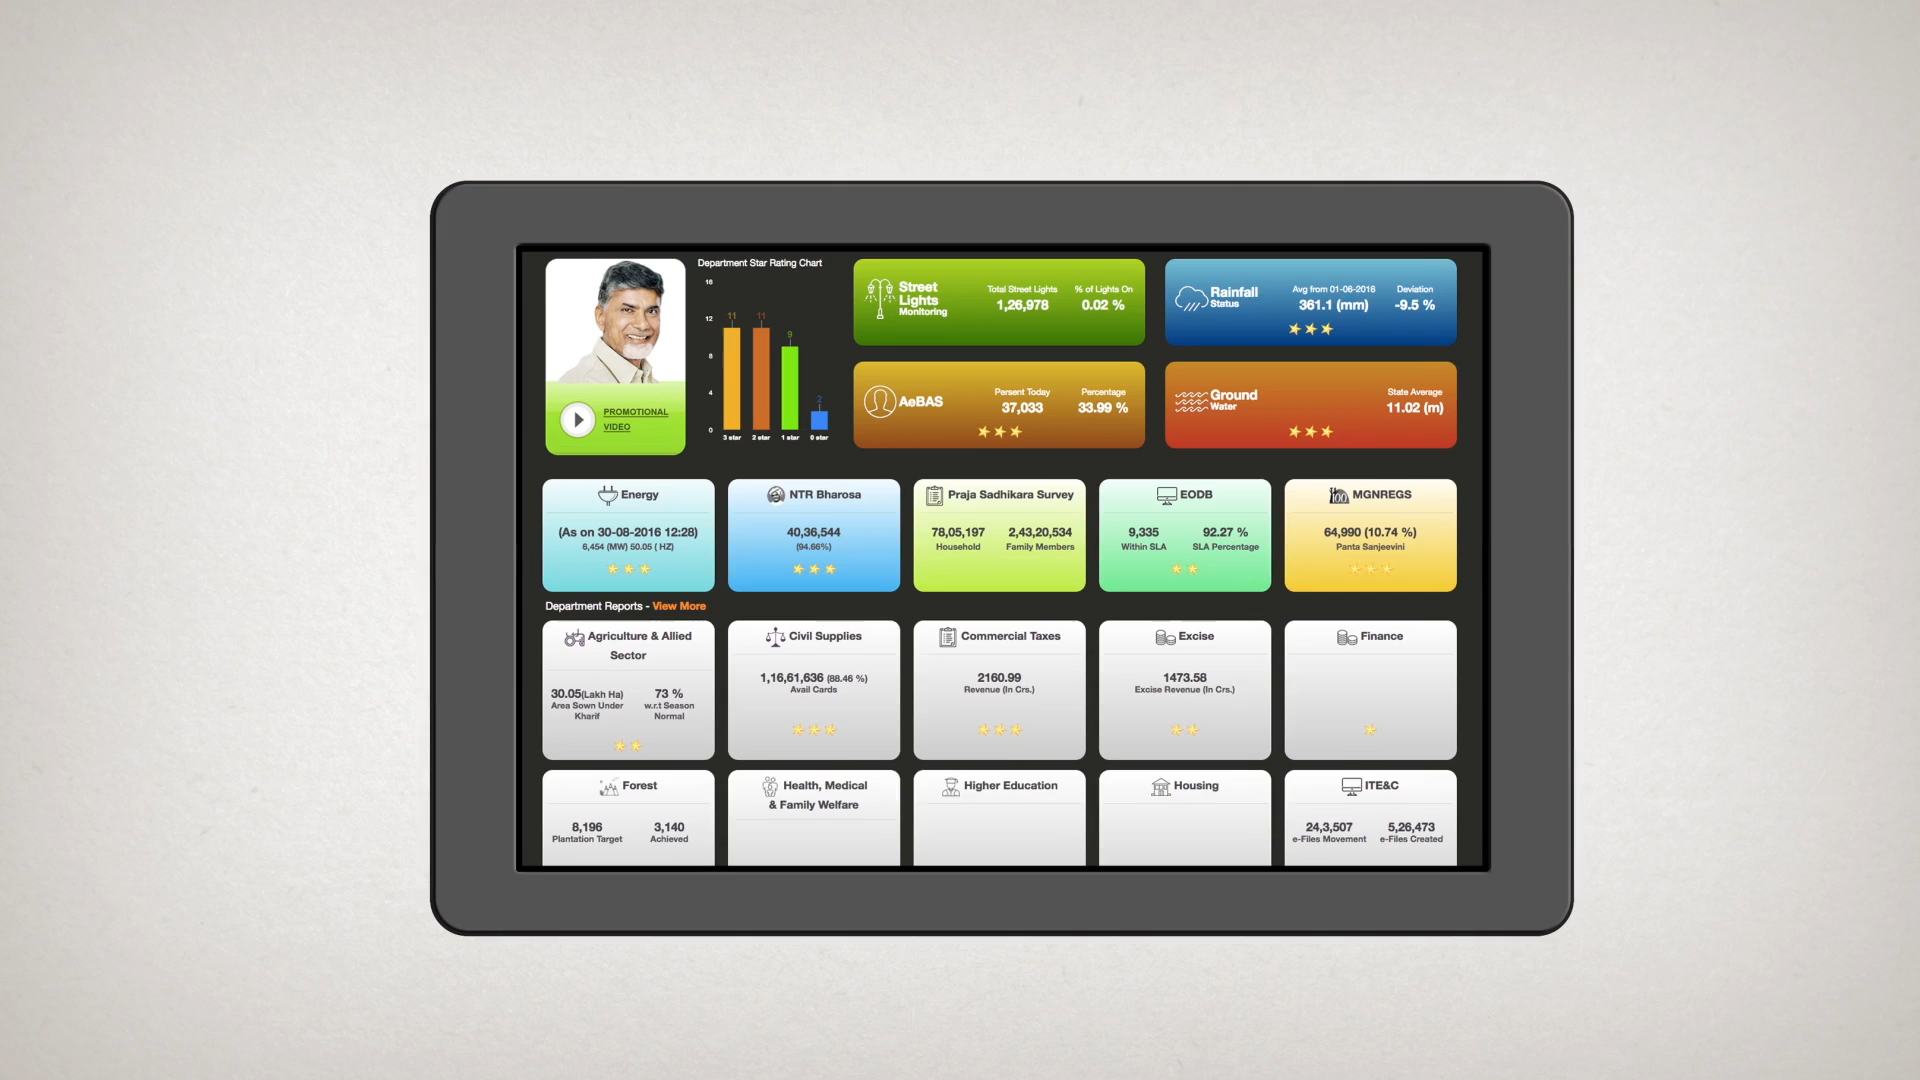 Department Star Rating Chart
16
12
8
4
0
11
11
9
2
3 star
2 star
1 star
0 star
PROMOTIONAL
VIDEO
Street
Lights
Monitoring
Total Street Lights
1,26,978
% of Lights On
0.02 %
Rainfall
Status
Avg from 01-06-2016
361.1 (mm)
Deviation
-9.5 %
AeBAS
Persent Today
37,033
Percentage
33.99 %
Ground
Water
State Average
11.02 (m)
Energy
(As on 30-08-2016 12:28)
6,454 (MW) 50.05 ( HZ)
NTR Bharosa
40,36,544
(94.66%)
Praja Sadhikara Survey
78,05,197
Household
2,43,20,534
Family Members
EODB
9,335
Within SLA
92.27 %
SLA Percentage
MGNREGS
64,990 (10.74 %)
Panta Sanjeevini
Department Reports - View More
Agriculture & Allied
Sector
30.05(Lakh Ha)
Area Sown Under
Kharif
73 %
w.r.t Season
Normal
Civil Supplies
1,16,61,636 (88.46 %)
Avail Cards
Commercial Taxes
2160.99
Revenue (In Crs.)
Excise
1473.58
Excise Revenue (In Crs.)
Finance
Forest
8,196
Plantation Target
3,140
Achieved
Health, Medical
& Family Welfare
Higher Education
Housing
ITE&C
24,3,507
e-Files Movement
5,26,473
e-Files Created